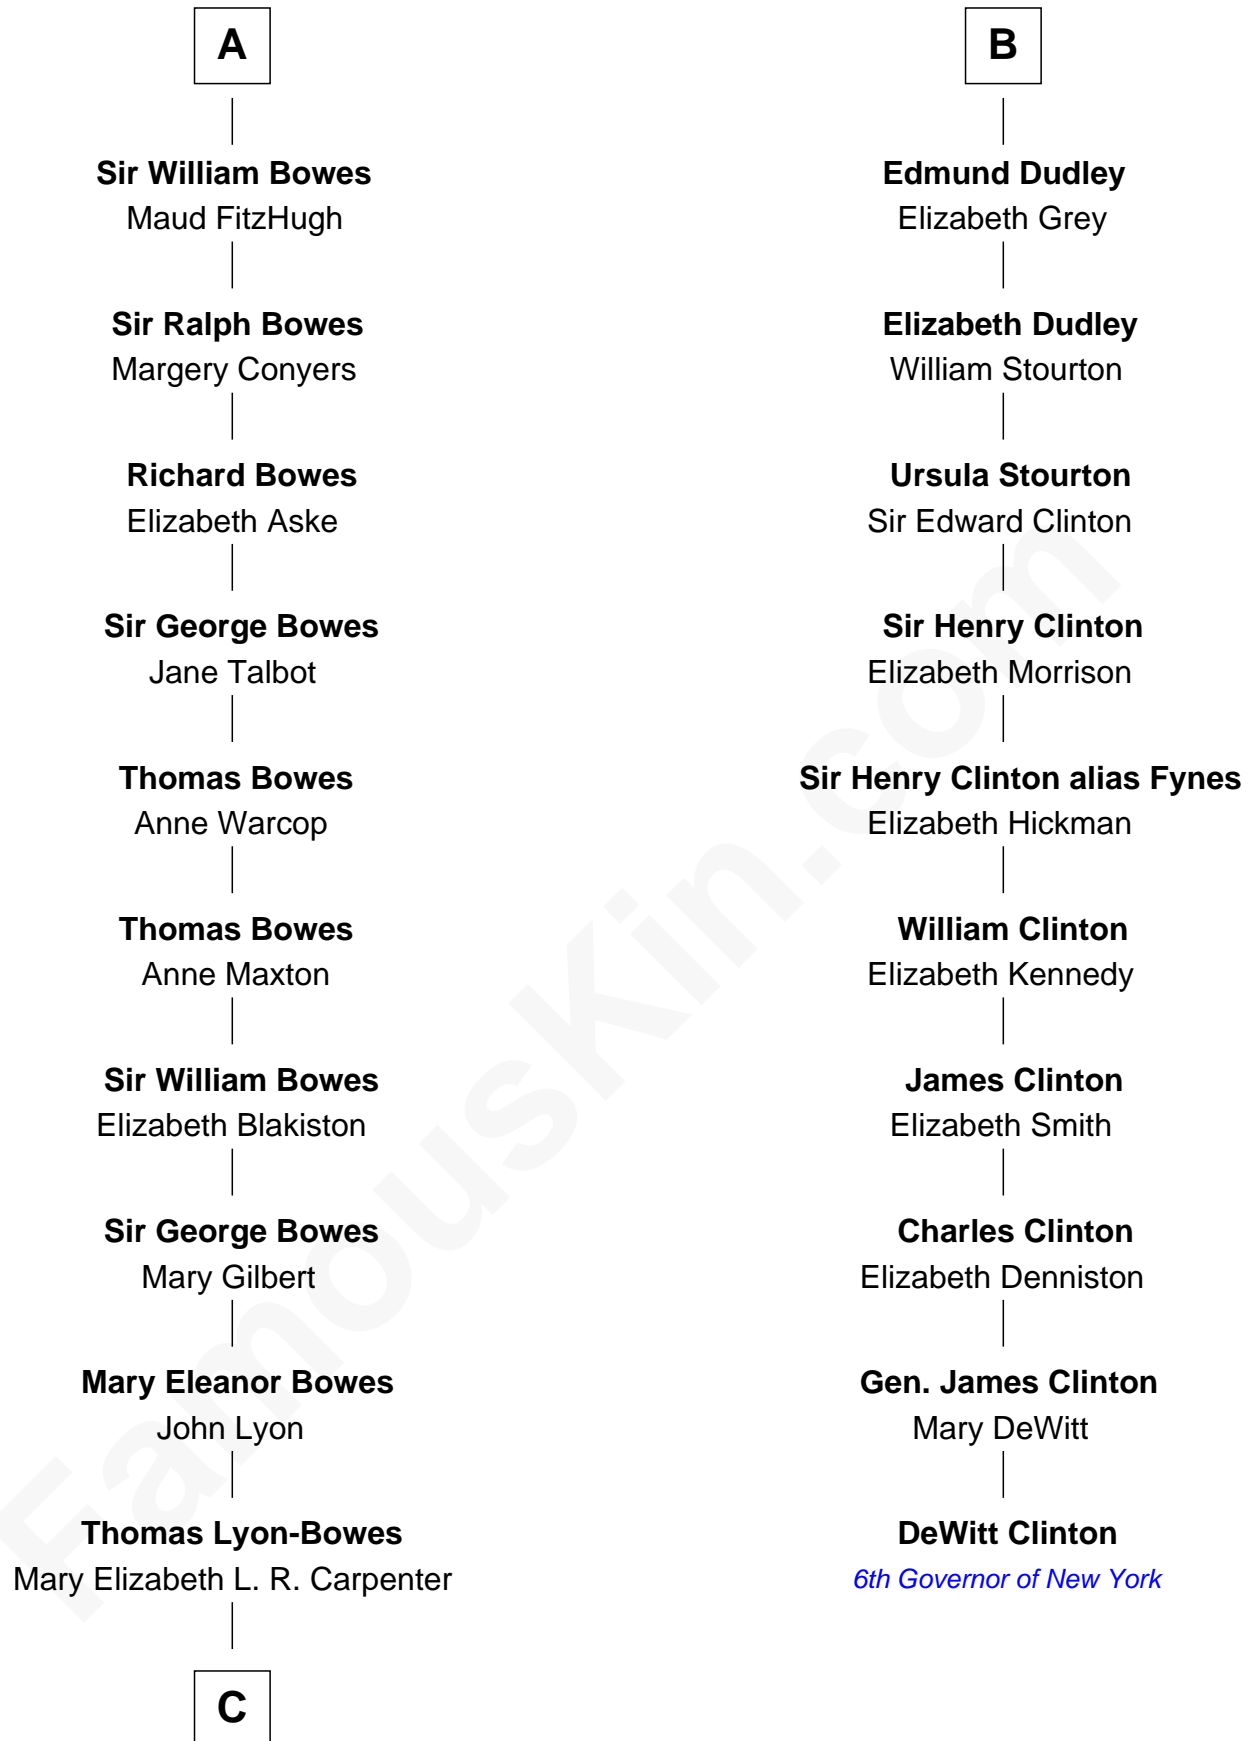 A
Sir William Bowes
Maud FitzHugh
Sir Ralph Bowes
Margery Conyers
Richard Bowes
Elizabeth Aske
Sir George Bowes
Jane Talbot
Thomas Bowes
Anne Warcop
Thomas Bowes
Anne Maxton
Sir William Bowes
Elizabeth Blakiston
Sir George Bowes
Mary Gilbert
Mary Eleanor Bowes
John Lyon
Thomas Lyon-Bowes
Mary Elizabeth L. R. Carpenter
C
B
Edmund Dudley
Elizabeth Grey
Elizabeth Dudley
William Stourton
Ursula Stourton
Sir Edward Clinton
Sir Henry Clinton
Elizabeth Morrison
Sir Henry Clinton alias Fynes
Elizabeth Hickman
William Clinton
Elizabeth Kennedy
James Clinton
Elizabeth Smith
Charles Clinton
Elizabeth Denniston
Gen. James Clinton
Mary DeWitt
DeWitt Clinton
6th Governor of New York
FamousKin.com